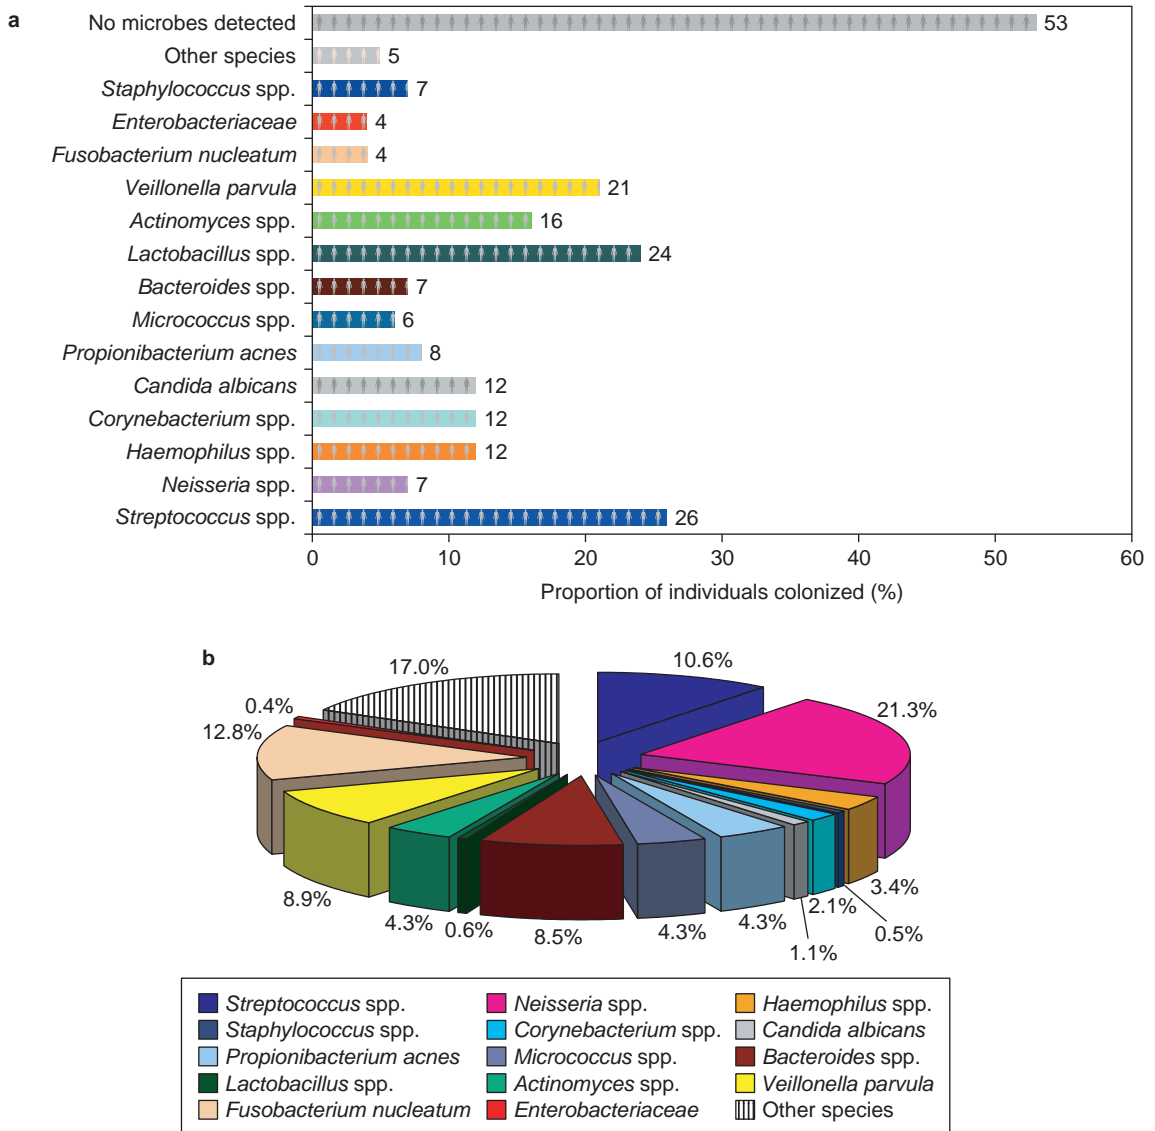 a
No microbes detected 53
Other species 5
Staphylococcus spp. 7
Enterobacteriaceae 4
Fusobacterium nucleatum 4
Veillonella parvula 21
Actinomyces spp. 16
Lactobacillus spp. 24
Bacteroides spp. 7
Micrococcus spp. 6
Propionibacterium acnes 8
Candida albicans 12
Corynebacterium spp. 12
Haemophilus spp. 12
Neisseria spp. 7
Streptococcus spp. 26
0 10 20 30 40 50 60
Proportion of individuals colonized (%)
b
17.0% 10.6%
0.4% 21.3%
12.8%
8.9% 3.4%
4.3% 0.6% 8.5% 4.3% 4.3% 2.1% 0.5%
1.1%
Streptococcus spp. Neisseria spp. Haemophilus spp.
Staphylococcus spp. Corynebacterium spp. Candida albicans
Propionibacterium acnes Micrococcus spp. Bacteroides spp.
Lactobacillus spp. Actinomyces spp. Veillonella parvula
Fusobacterium nucleatum Enterobacteriaceae Other species